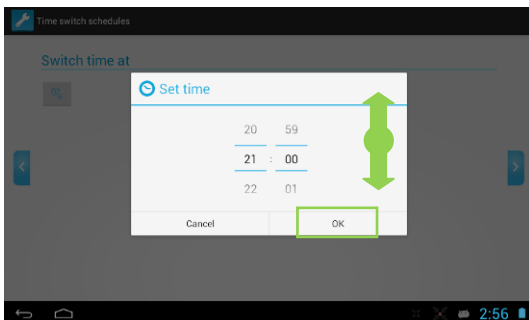 Time switch schedules
Switch time at
Set time
20 59
21 : 00
22 01
Cancel OK
2:56